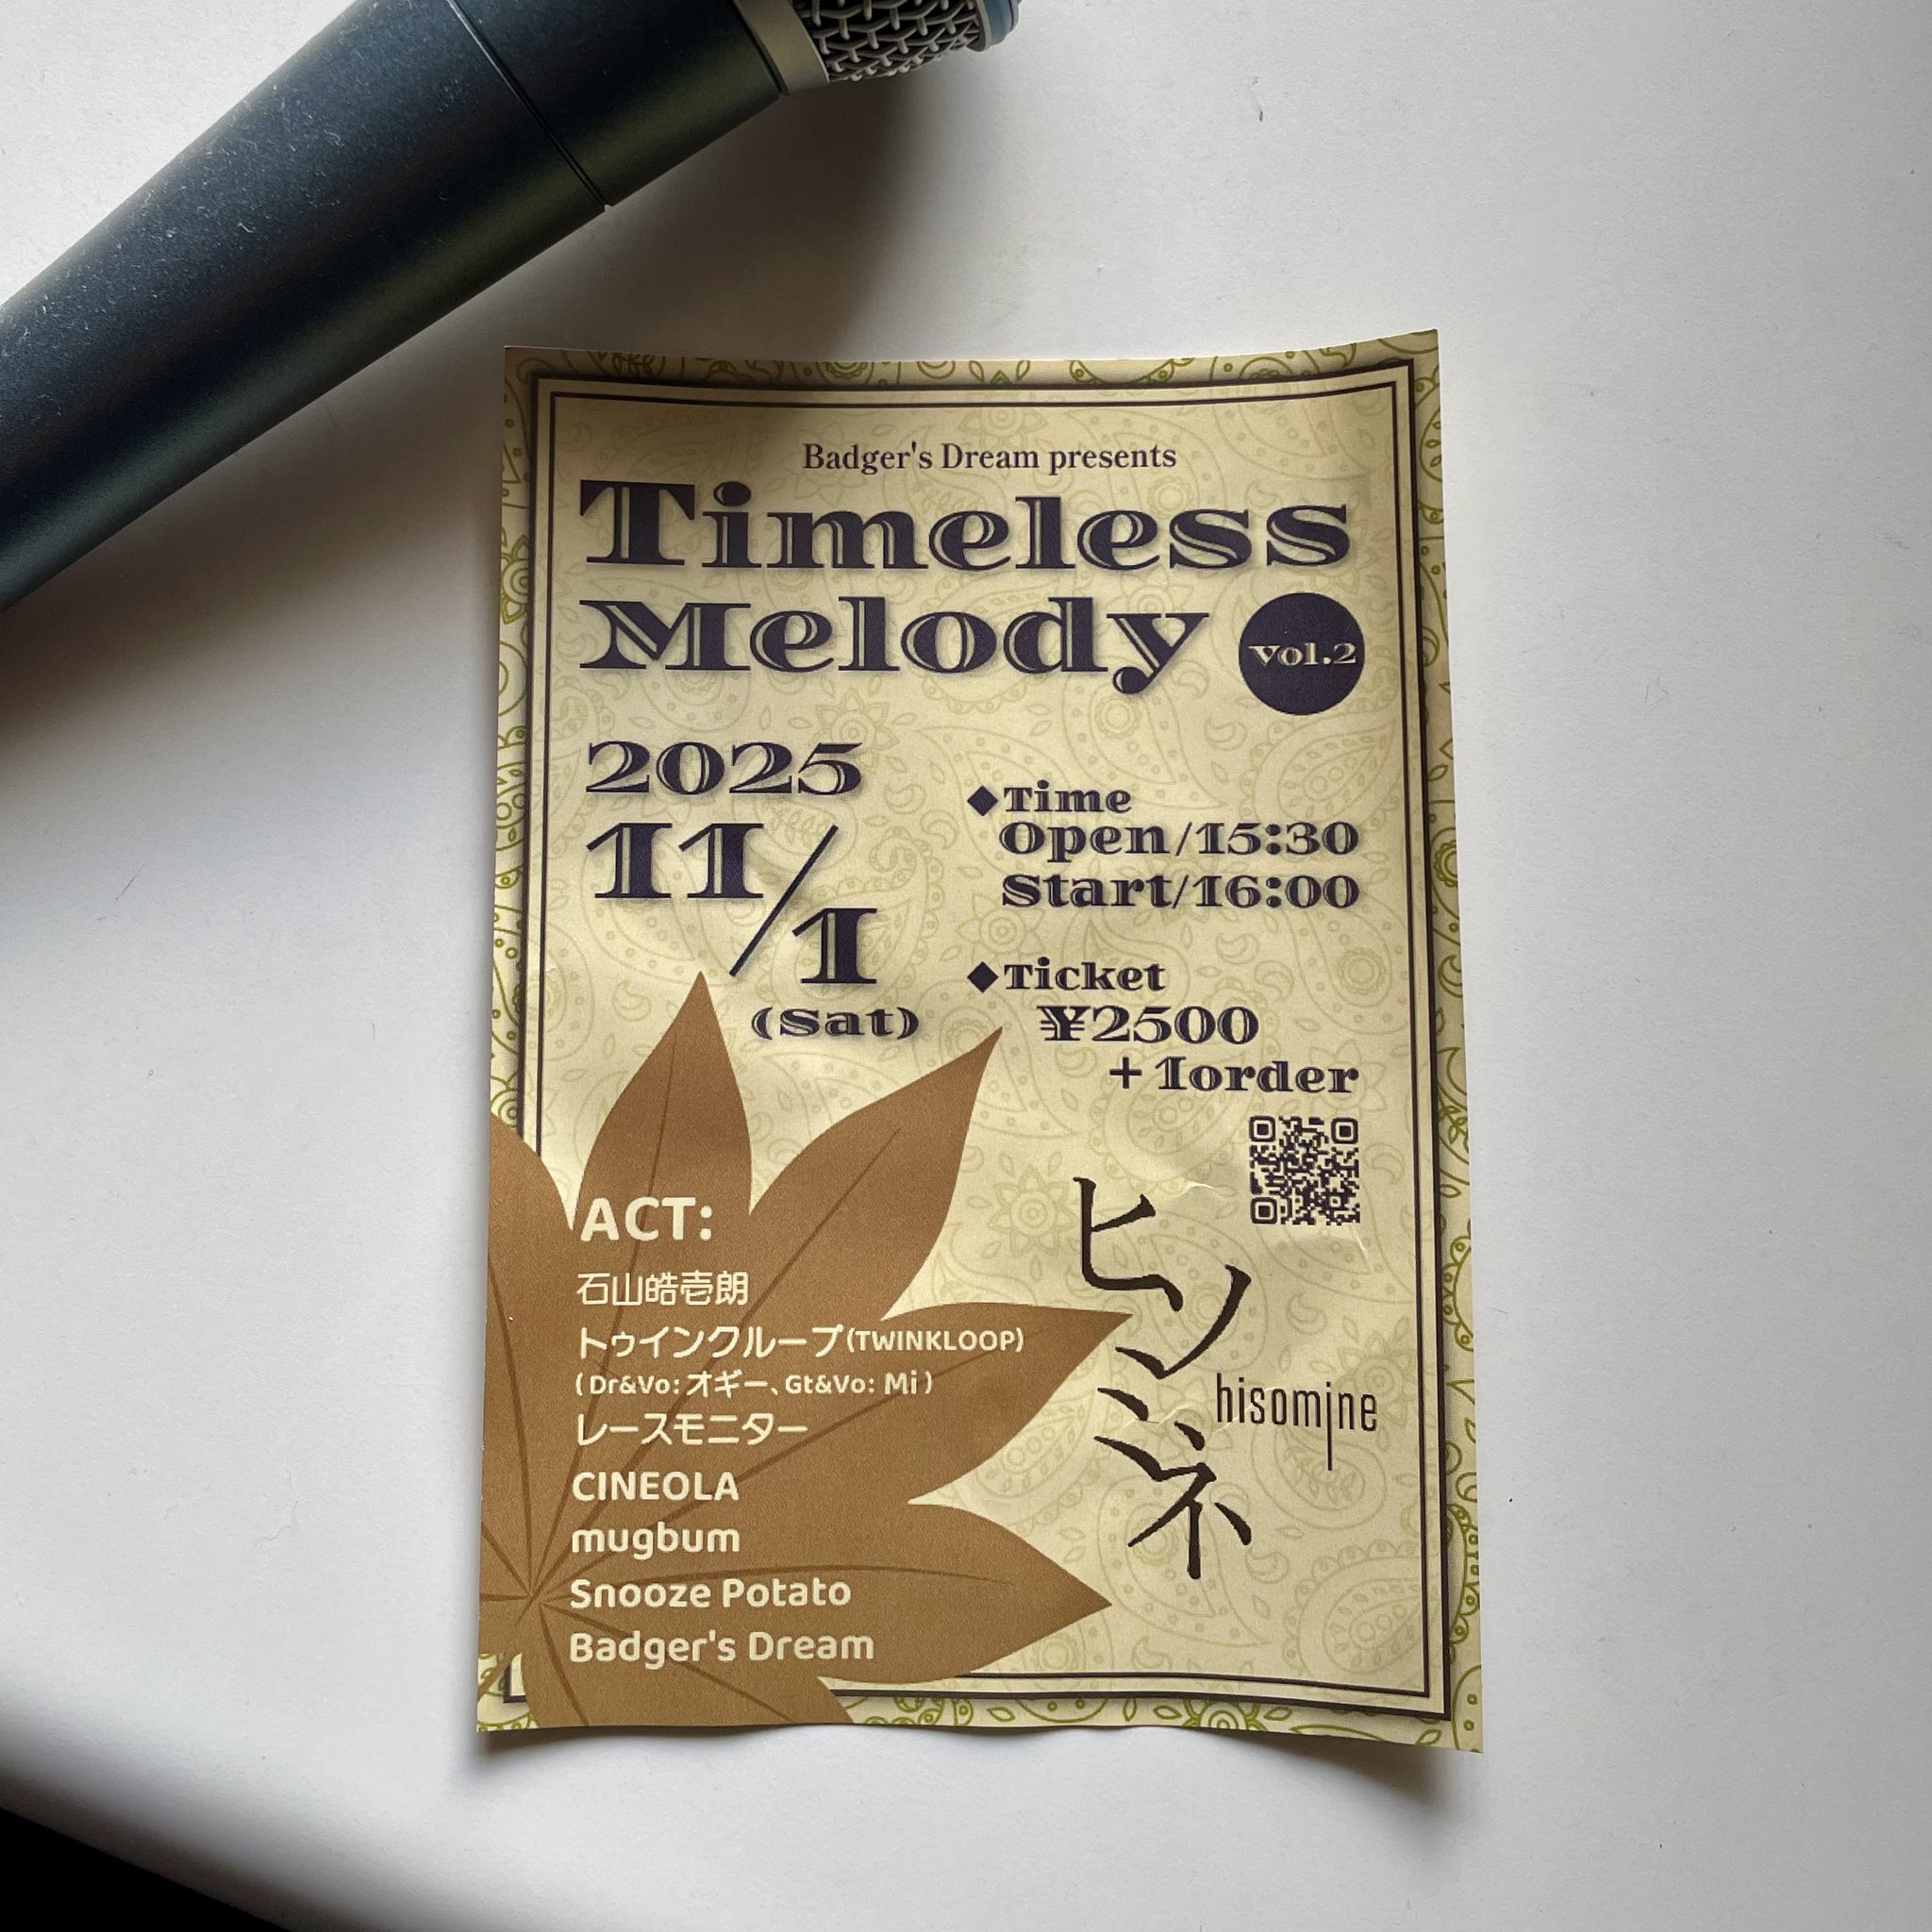 Badger's Dream presents
Timeless
Melody
vol.2
2025
11/1
(Sat)
◆Time
Open/15:30
Start/16:00
◆Ticket
¥2500
+1order
ACT:
石山皓壱朗
トゥインクループ(TWINKLOOP)
(Dr&Vo:オギー、Gt&Vo: Mi)
レースモニター
CINEOLA
mugbum
Snooze Potato
Badger's Dream
ヒソミネ
hisomine